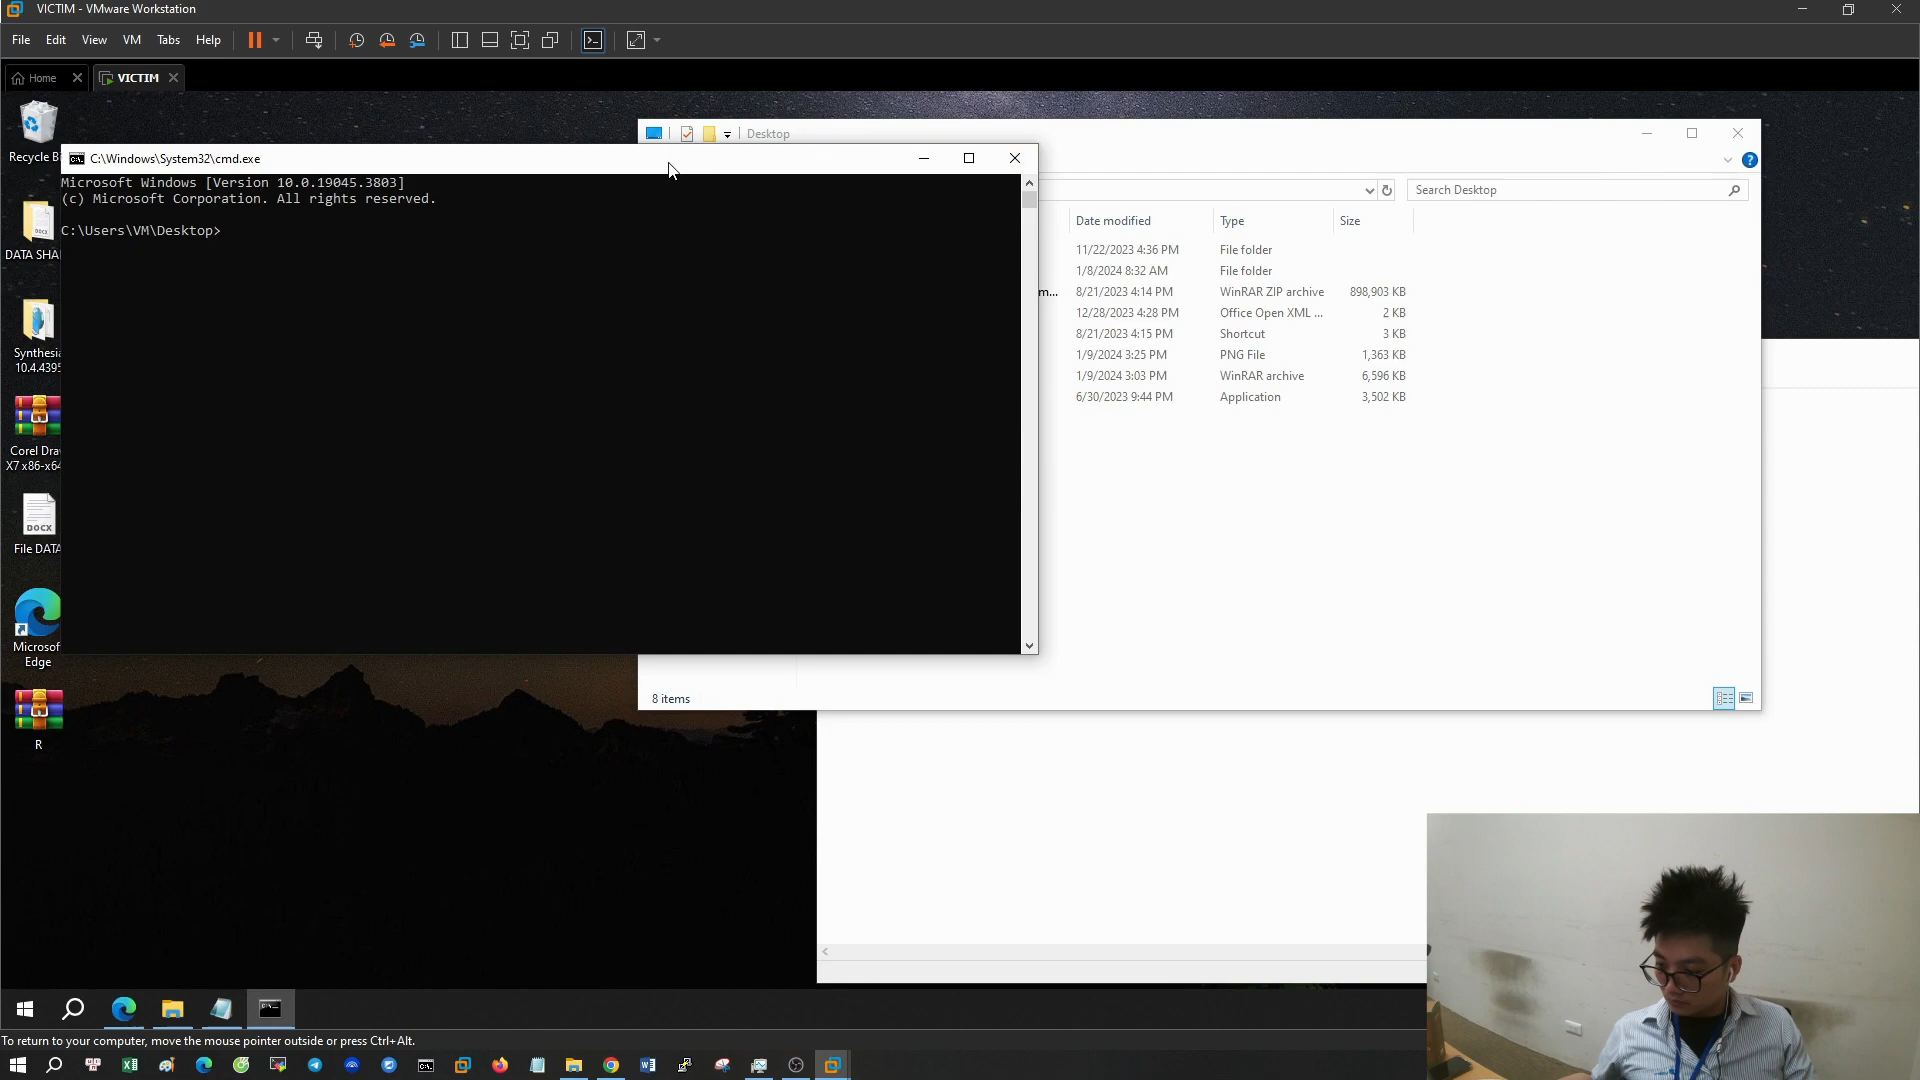 VICTIM - VMware Workstation
File Edit View VM Tabs Help
Home
VICTIM
Recycle B
DATA SHA
Synthesia
10.4.4395
Corel Dra
X7 x86-x64
DOCX
File DATA
Microsof
Edge
R
C:\Windows\System32\cmd.exe
Microsoft Windows [Version 10.0.19045.3803]
(c) Microsoft Corporation. All rights reserved.
C:\Users\VM\Desktop>
Desktop
Search Desktop
Date modified Type Size
11/22/2023 4:36 PM File folder
1/8/2024 8:32 AM File folder
m... 8/21/2023 4:14 PM WinRAR ZIP archive 898,903 KB
12/28/2023 4:28 PM Office Open XML ... 2 KB
8/21/2023 4:15 PM Shortcut 3 KB
1/9/2024 3:25 PM PNG File 1,363 KB
1/9/2024 3:03 PM WinRAR archive 6,596 KB
6/30/2023 9:44 PM Application 3,502 KB
8 items
To return to your computer, move the mouse pointer outside or press Ctrl+Alt.